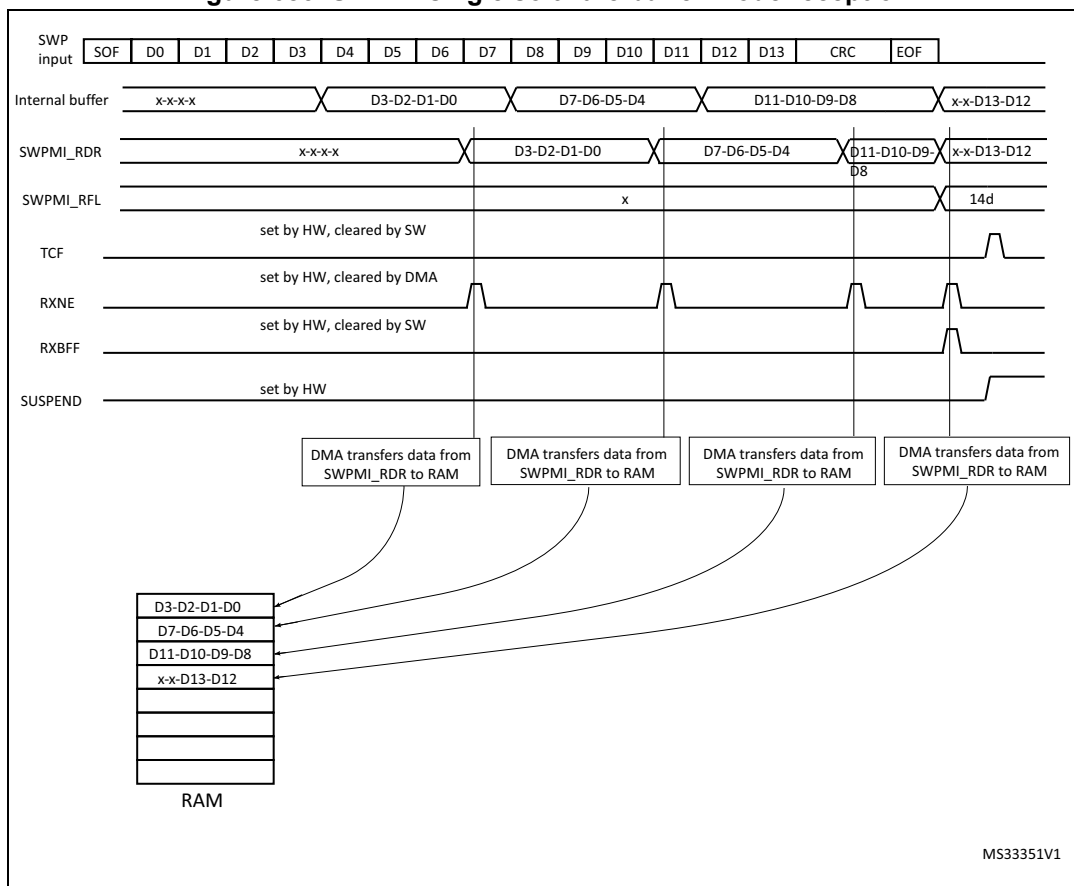 SWP
input
SOF D0 D1 D2 D3 D4 D5 D6 D7 D8 D9 D10 D11 D12 D13 CRC EOF
Internal buffer x-x-x-x D3-D2-D1-D0 D7-D6-D5-D4 D11-D10-D9-D8 x-x-D13-D12
SWPMI_RDR x-x-x-x D3-D2-D1-D0 D7-D6-D5-D4 D11-D10-D9- x-x-D13-D12
D8
SWPMI_RFL x 14d
set by HW, cleared by SW
TCF
set by HW, cleared by DMA
RXNE
set by HW, cleared by SW
RXBFF
set by HW
SUSPEND
DMA transfers data from
SWPMI_RDR to RAM
DMA transfers data from
SWPMI_RDR to RAM
DMA transfers data from
SWPMI_RDR to RAM
DMA transfers data from
SWPMI_RDR to RAM
D3-D2-D1-D0
D7-D6-D5-D4
D11-D10-D9-D8
x-x-D13-D12
RAM
MS33351V1